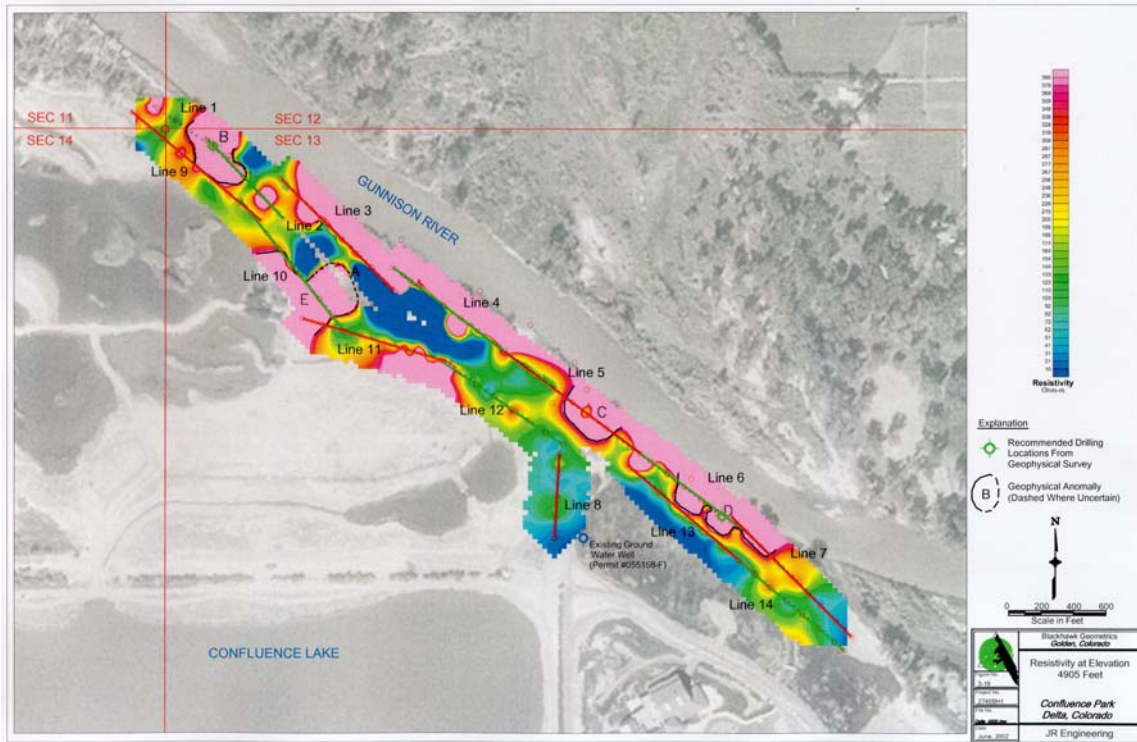 SEC 11
SEC 12
SEC 14
SEC 13
Line 1
B
Line 9
GUNNISON RIVER
Line 3
Line 2
A
Line 10
E
Line 4
Line 11
Line 5
C
Line 12
Line 6
D
Line 8
Line 13
Line 7
Existing Ground
Water Well
(Permit #055158-F)
Line 14
CONFLUENCE LAKE
Resistivity
Ohm-m
Explanation
Recommended Drilling
Locations From
Geophysical Survey
B
Geophysical Anomally
(Dashed Where Uncertain)
N
0 200 400 600
Scale in Feet
Blackhawk Geometrics
Golden, Colorado
Resistivity at Elevation
4905 Feet
Confluence Park
Delta, Colorado
June, 2002
JR Engineering